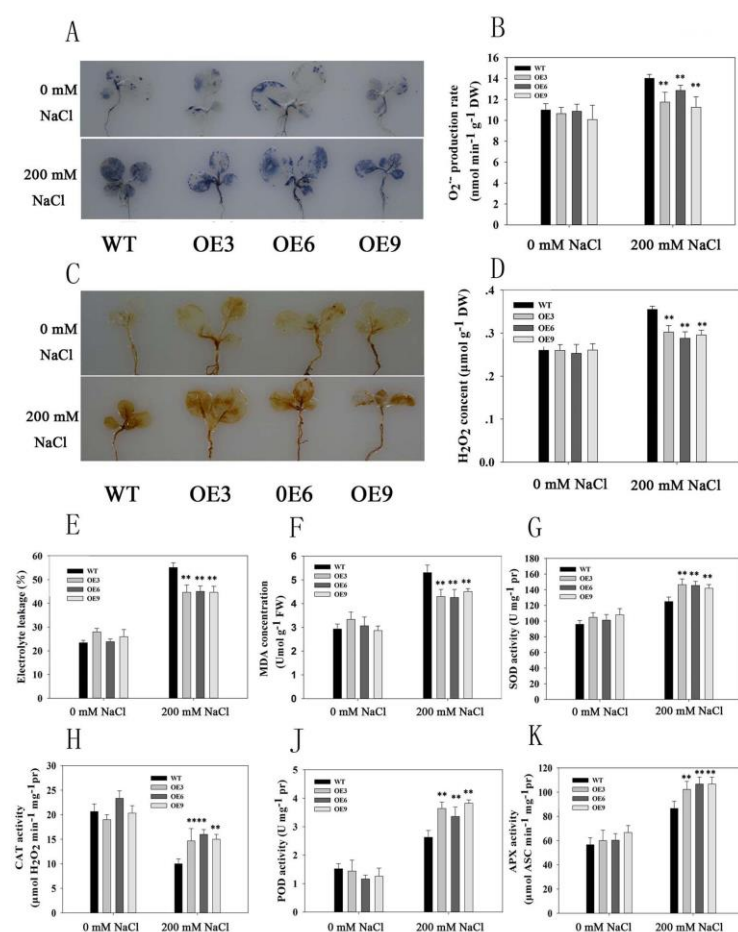 A
0 mM
NaCl
200 mM
NaCl
WT OE3 OE6 OE9
B
O2·- production rate
(nmol min-1 g-1 DW)
18
16
14
12
10
8
6
4
2
0
WT
OE3
OE6
OE9
** ** **
0 mM NaCl 200 mM NaCl
C
0 mM
NaCl
200 mM
NaCl
WT OE3 0E6 OE9
D
H2O2 concent (µmol g-1 DW)
.4
.3
.2
.1
0.0
WT
OE3
OE6
OE9
** ** **
0 mM NaCl 200 mM NaCl
E
Electrolyte leakage (%)
60
50
40
30
20
10
0
WT
OE3
OE6
OE9
** ** **
0 mM NaCl 200 mM NaCl
F
MDA concentration
(Umol g-1 FW)
6
5
4
3
2
1
0
WT
OE3
OE6
OE9
** ** **
0 mM NaCl 200 mM NaCl
G
SOD activity (U mg-1 pr)
180
160
140
120
100
80
60
40
20
0
WT
OE3
OE6
OE9
** ** **
0 mM NaCl 200 mM NaCl
H
CAT activity
(µmol H2O2 min-1 mg-1pr)
25
20
15
10
5
0
WT
OE3
OE6
OE9
**** **
0 mM NaCl 200 mM NaCl
J
POD activity (U mg-1 pr)
5
4
3
2
1
0
WT
OE3
OE6
OE9
** ** **
0 mM NaCl 200 mM NaCl
K
APX activity
(µmol ASC min-1 mg-1pr)
120
100
80
60
40
20
0
WT
OE3
OE6
OE9
** ** **
0 mM NaCl 200 mM NaCl